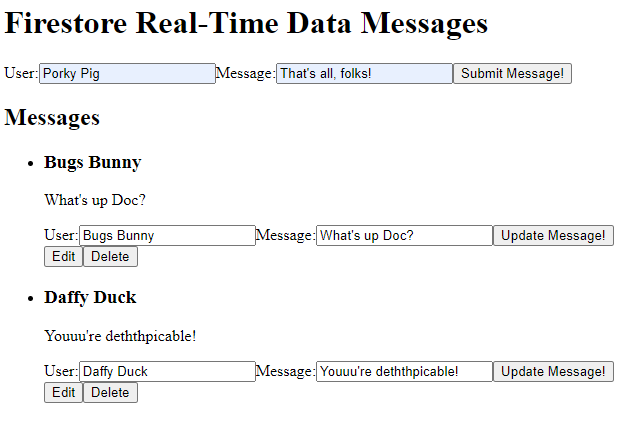 Firestore Real-Time Data Messages
User: Porky Pig Message: That's all, folks! Submit Message!
Messages
Bugs Bunny
What's up Doc?
User: Bugs Bunny Message: What's up Doc? Update Message!
Edit Delete
Daffy Duck
Youuu're deththpicable!
User: Daffy Duck Message: Youuu're deththpicable! Update Message!
Edit Delete